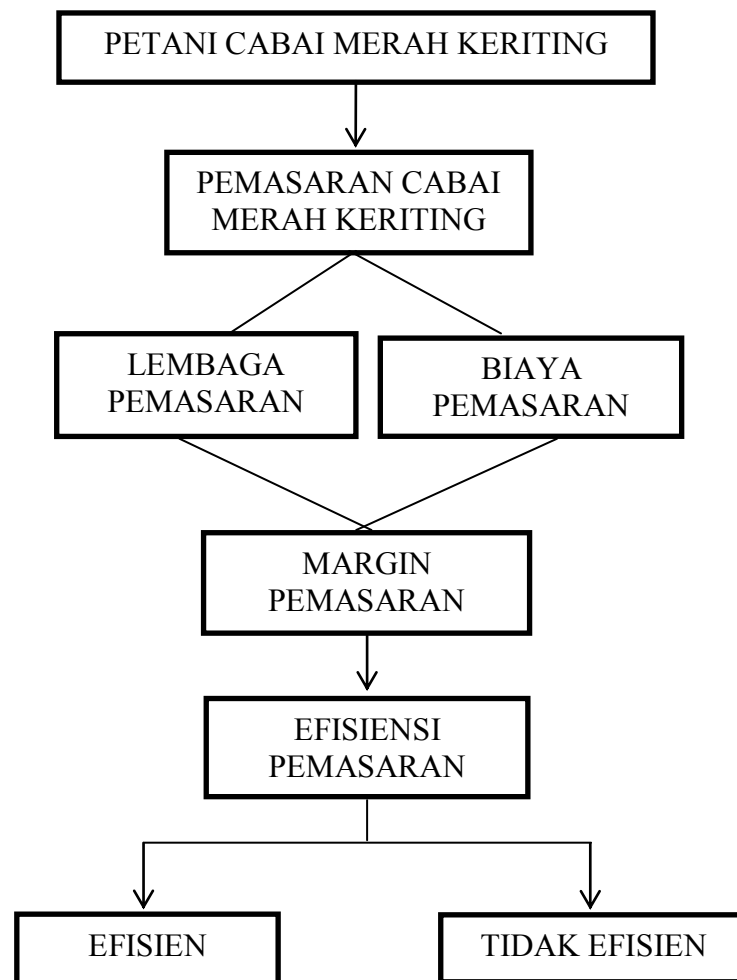 PETANI CABAI MERAH KERITING
PEMASARAN CABAI
MERAH KERITING
LEMBAGA
PEMASARAN
BIAYA
PEMASARAN
MARGIN
PEMASARAN
EFISIENSI
PEMASARAN
EFISIEN
TIDAK EFISIEN